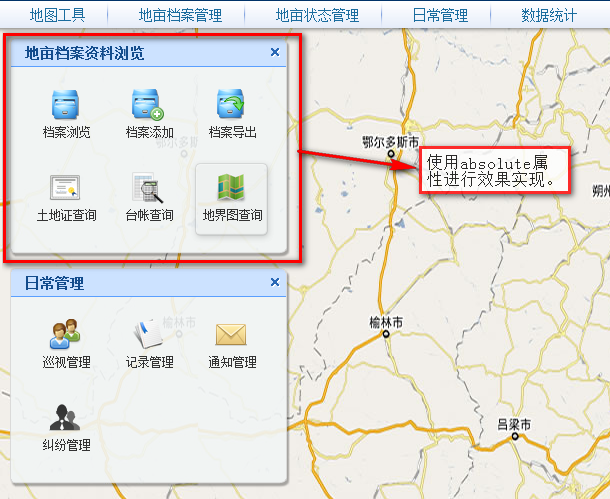 地图工具 地亩档案管理 地亩状态管理 日常管理 数据统计
地亩档案资料浏览
档案浏览 档案添加 档案导出
鄂尔多斯市
使用absolute属
性进行效果实现。
朔州
土地证查询 台帐查询 地界图查询
日常管理
榆林市
榆林市
巡视管理 记录管理 通知管理
吕梁市
纠纷管理